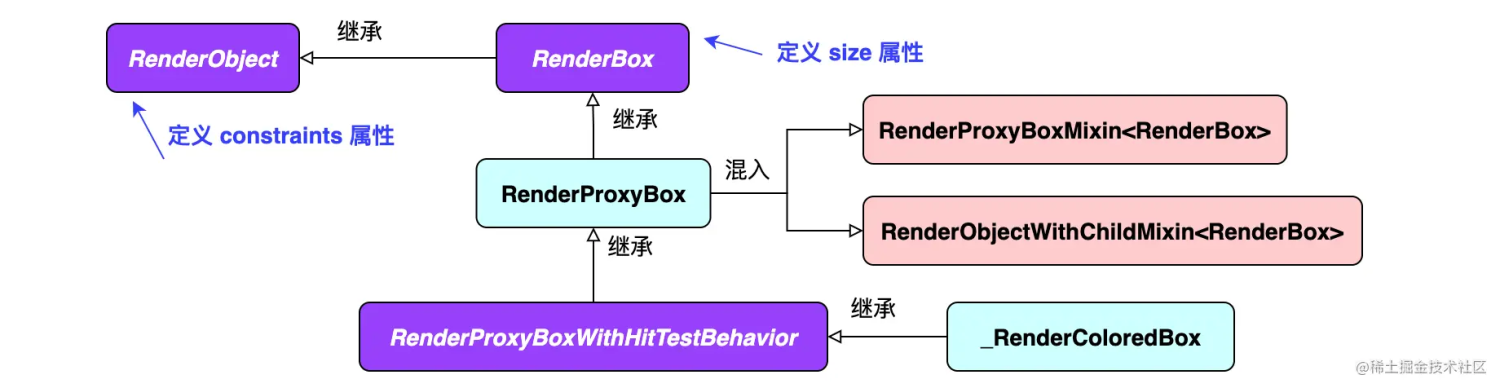 继承
RenderObject
RenderBox
定义 size 属性
定义 constraints 属性
继承
RenderProxyBoxMixin<RenderBox>
混入
RenderProxyBox
RenderObjectWithChildMixin<RenderBox>
继承
继承
RenderProxyBoxWithHitTestBehavior
_RenderColoredBox
@稀土掘金技术社区